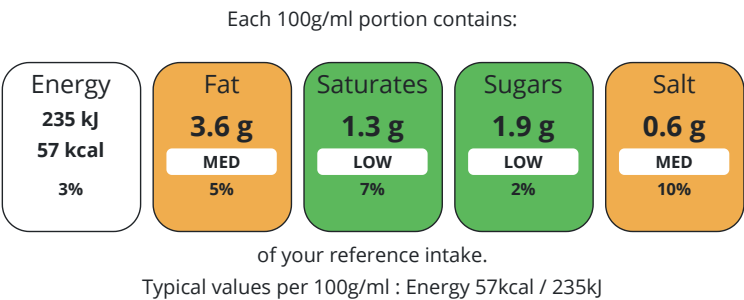 Each 100g/ml portion contains:
Energy
235 kJ
57 kcal
3%
Fat
3.6 g
MED
5%
Saturates
1.3 g
LOW
7%
Sugars
1.9 g
LOW
2%
Salt
0.6 g
MED
10%
of your reference intake.
Typical values per 100g/ml : Energy 57kcal / 235kJ